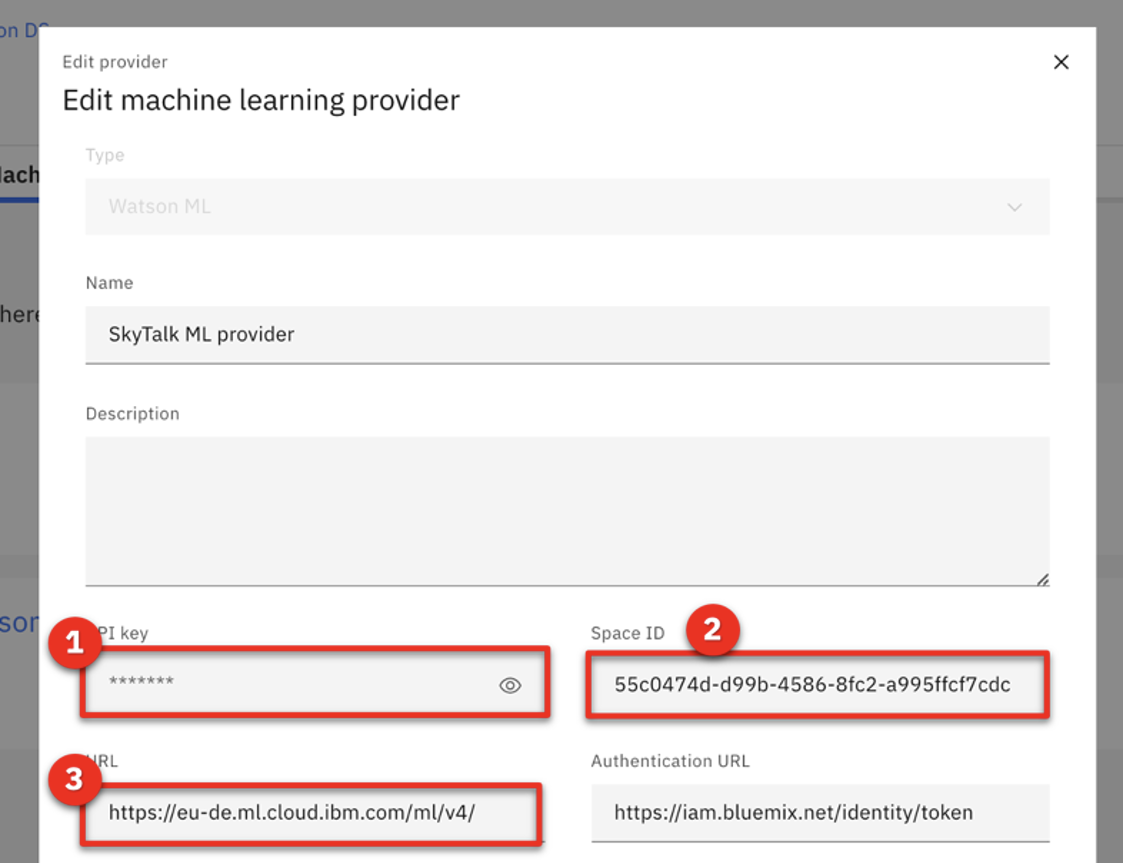 on DS
Edit provider
Edit machine learning provider
Type
Watson ML
Mach
Name
here
SkyTalk ML provider
Description
son
1
PI key
Space ID
2
*******
55c0474d-d99b-4586-8fc2-a995ffcf7cdc
3
URL
Authentication URL
https://eu-de.ml.cloud.ibm.com/ml/v4/
https://iam.bluemix.net/identity/token